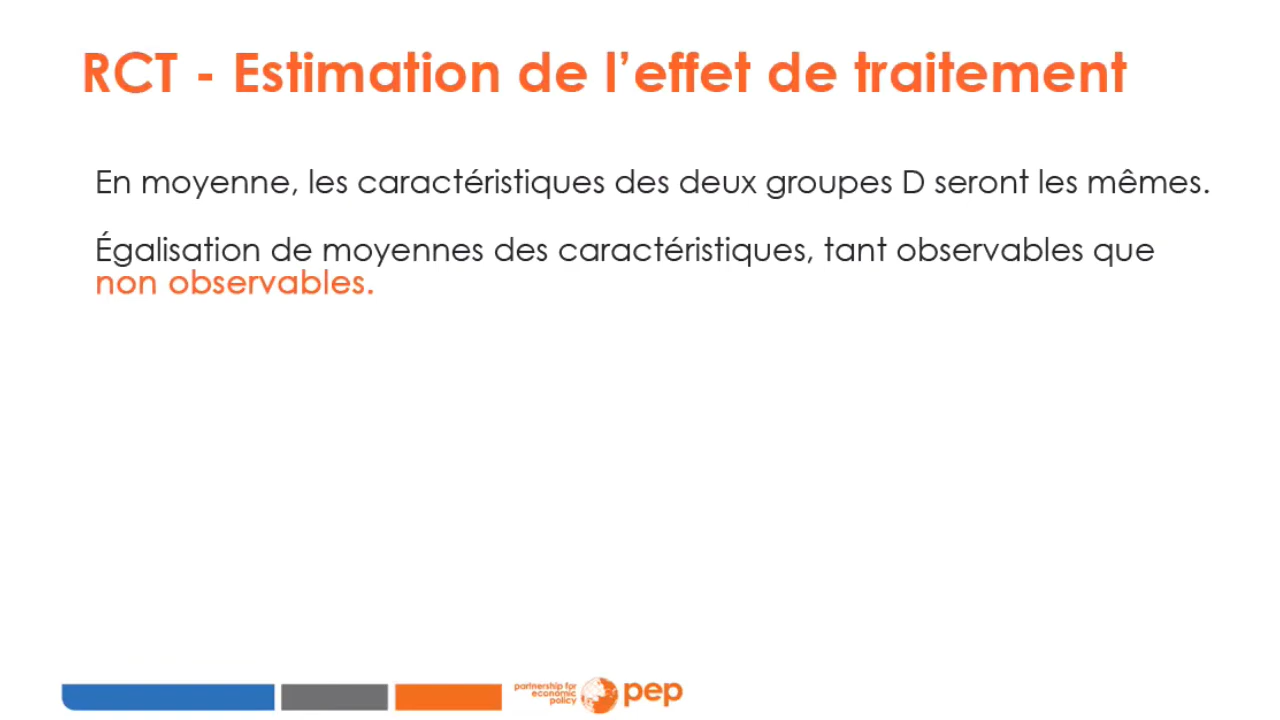 RCT - Estimation de l’effet de traitement
En moyenne, les caractéristiques des deux groupes D seront les mêmes.
Égalisation de moyennes des caractéristiques, tant observables que
non observables.
partnership for
economic
policy
pep